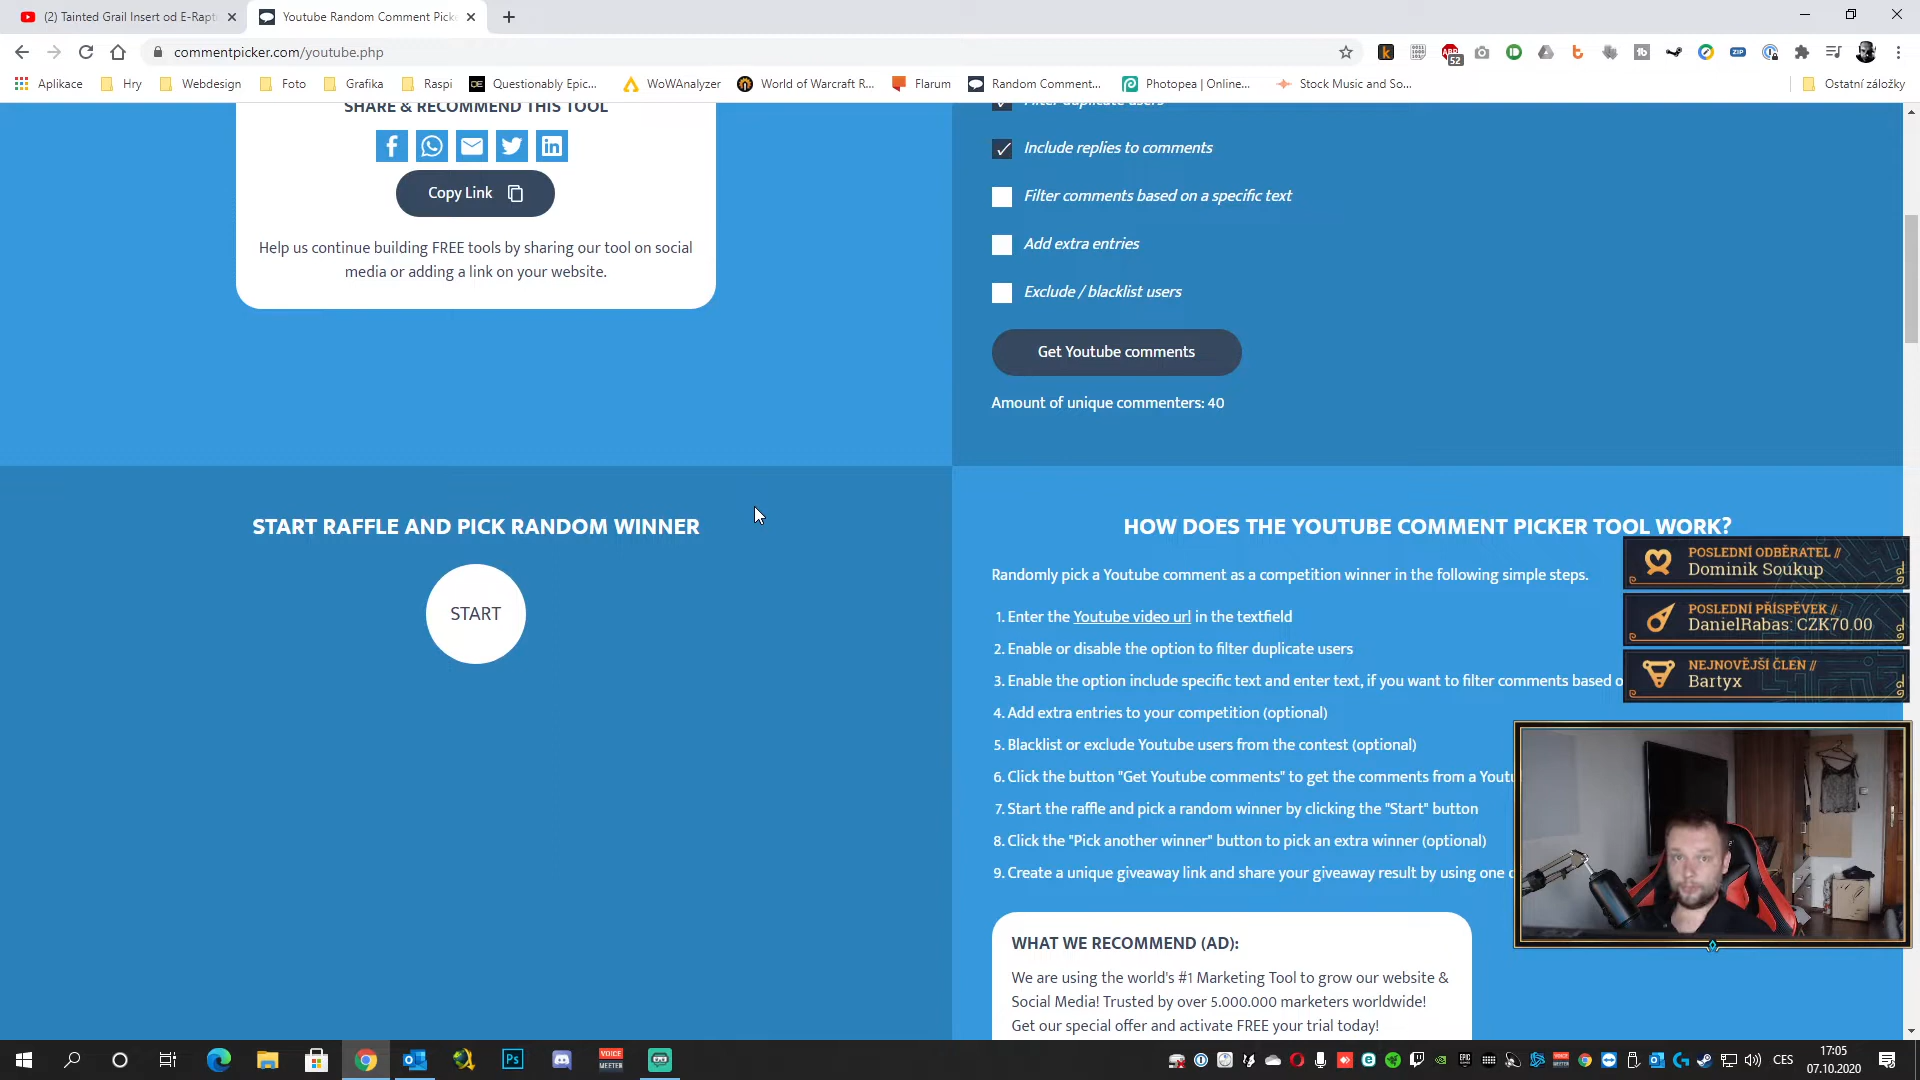 (2) Tainted Grail Insert od E-Rapt
Youtube Random Comment Picke
commentpicker.com/youtube.php
52
Aplikace
Hry
Webdesign
Foto
Grafika
Raspi
Questionably Epic...
WoWAnalyzer
World of Warcraft R...
Flarum
Random Comment...
Photopea | Online...
Stock Music and So...
Ostatní záložky
SHARE & RECOMMEND THIS TOOL
Copy Link
Help us continue building FREE tools by sharing our tool on social
media or adding a link on your website.
Filter duplicate users
Include replies to comments
Filter comments based on a specific text
Add extra entries
Exclude / blacklist users
Get Youtube comments
Amount of unique commenters: 40
START RAFFLE AND PICK RANDOM WINNER
START
HOW DOES THE YOUTUBE COMMENT PICKER TOOL WORK?
Randomly pick a Youtube comment as a competition winner in the following simple steps.
1. Enter the Youtube video url in the textfield
2. Enable or disable the option to filter duplicate users
3. Enable the option include specific text and enter text, if you want to filter comments based o
4. Add extra entries to your competition (optional)
5. Blacklist or exclude Youtube users from the contest (optional)
6. Click the button "Get Youtube comments" to get the comments from a Youtu
7. Start the raffle and pick a random winner by clicking the "Start" button
8. Click the "Pick another winner" button to pick an extra winner (optional)
9. Create a unique giveaway link and share your giveaway result by using one o
WHAT WE RECOMMEND (AD):
We are using the world's #1 Marketing Tool to grow our website &
Social Media! Trusted by over 5.000.000 marketers worldwide!
Get our special offer and activate FREE your trial today!
POSLEDNÍ ODBĚRATEL //
Dominik Soukup
POSLEDNÍ PŘÍSPĚVEK //
DanielRabas: CZK70.00
NEJNOVĚJŠÍ ČLEN //
Bartyx
Ps
VOICE
MEETER
CES
17:05
07.10.2020